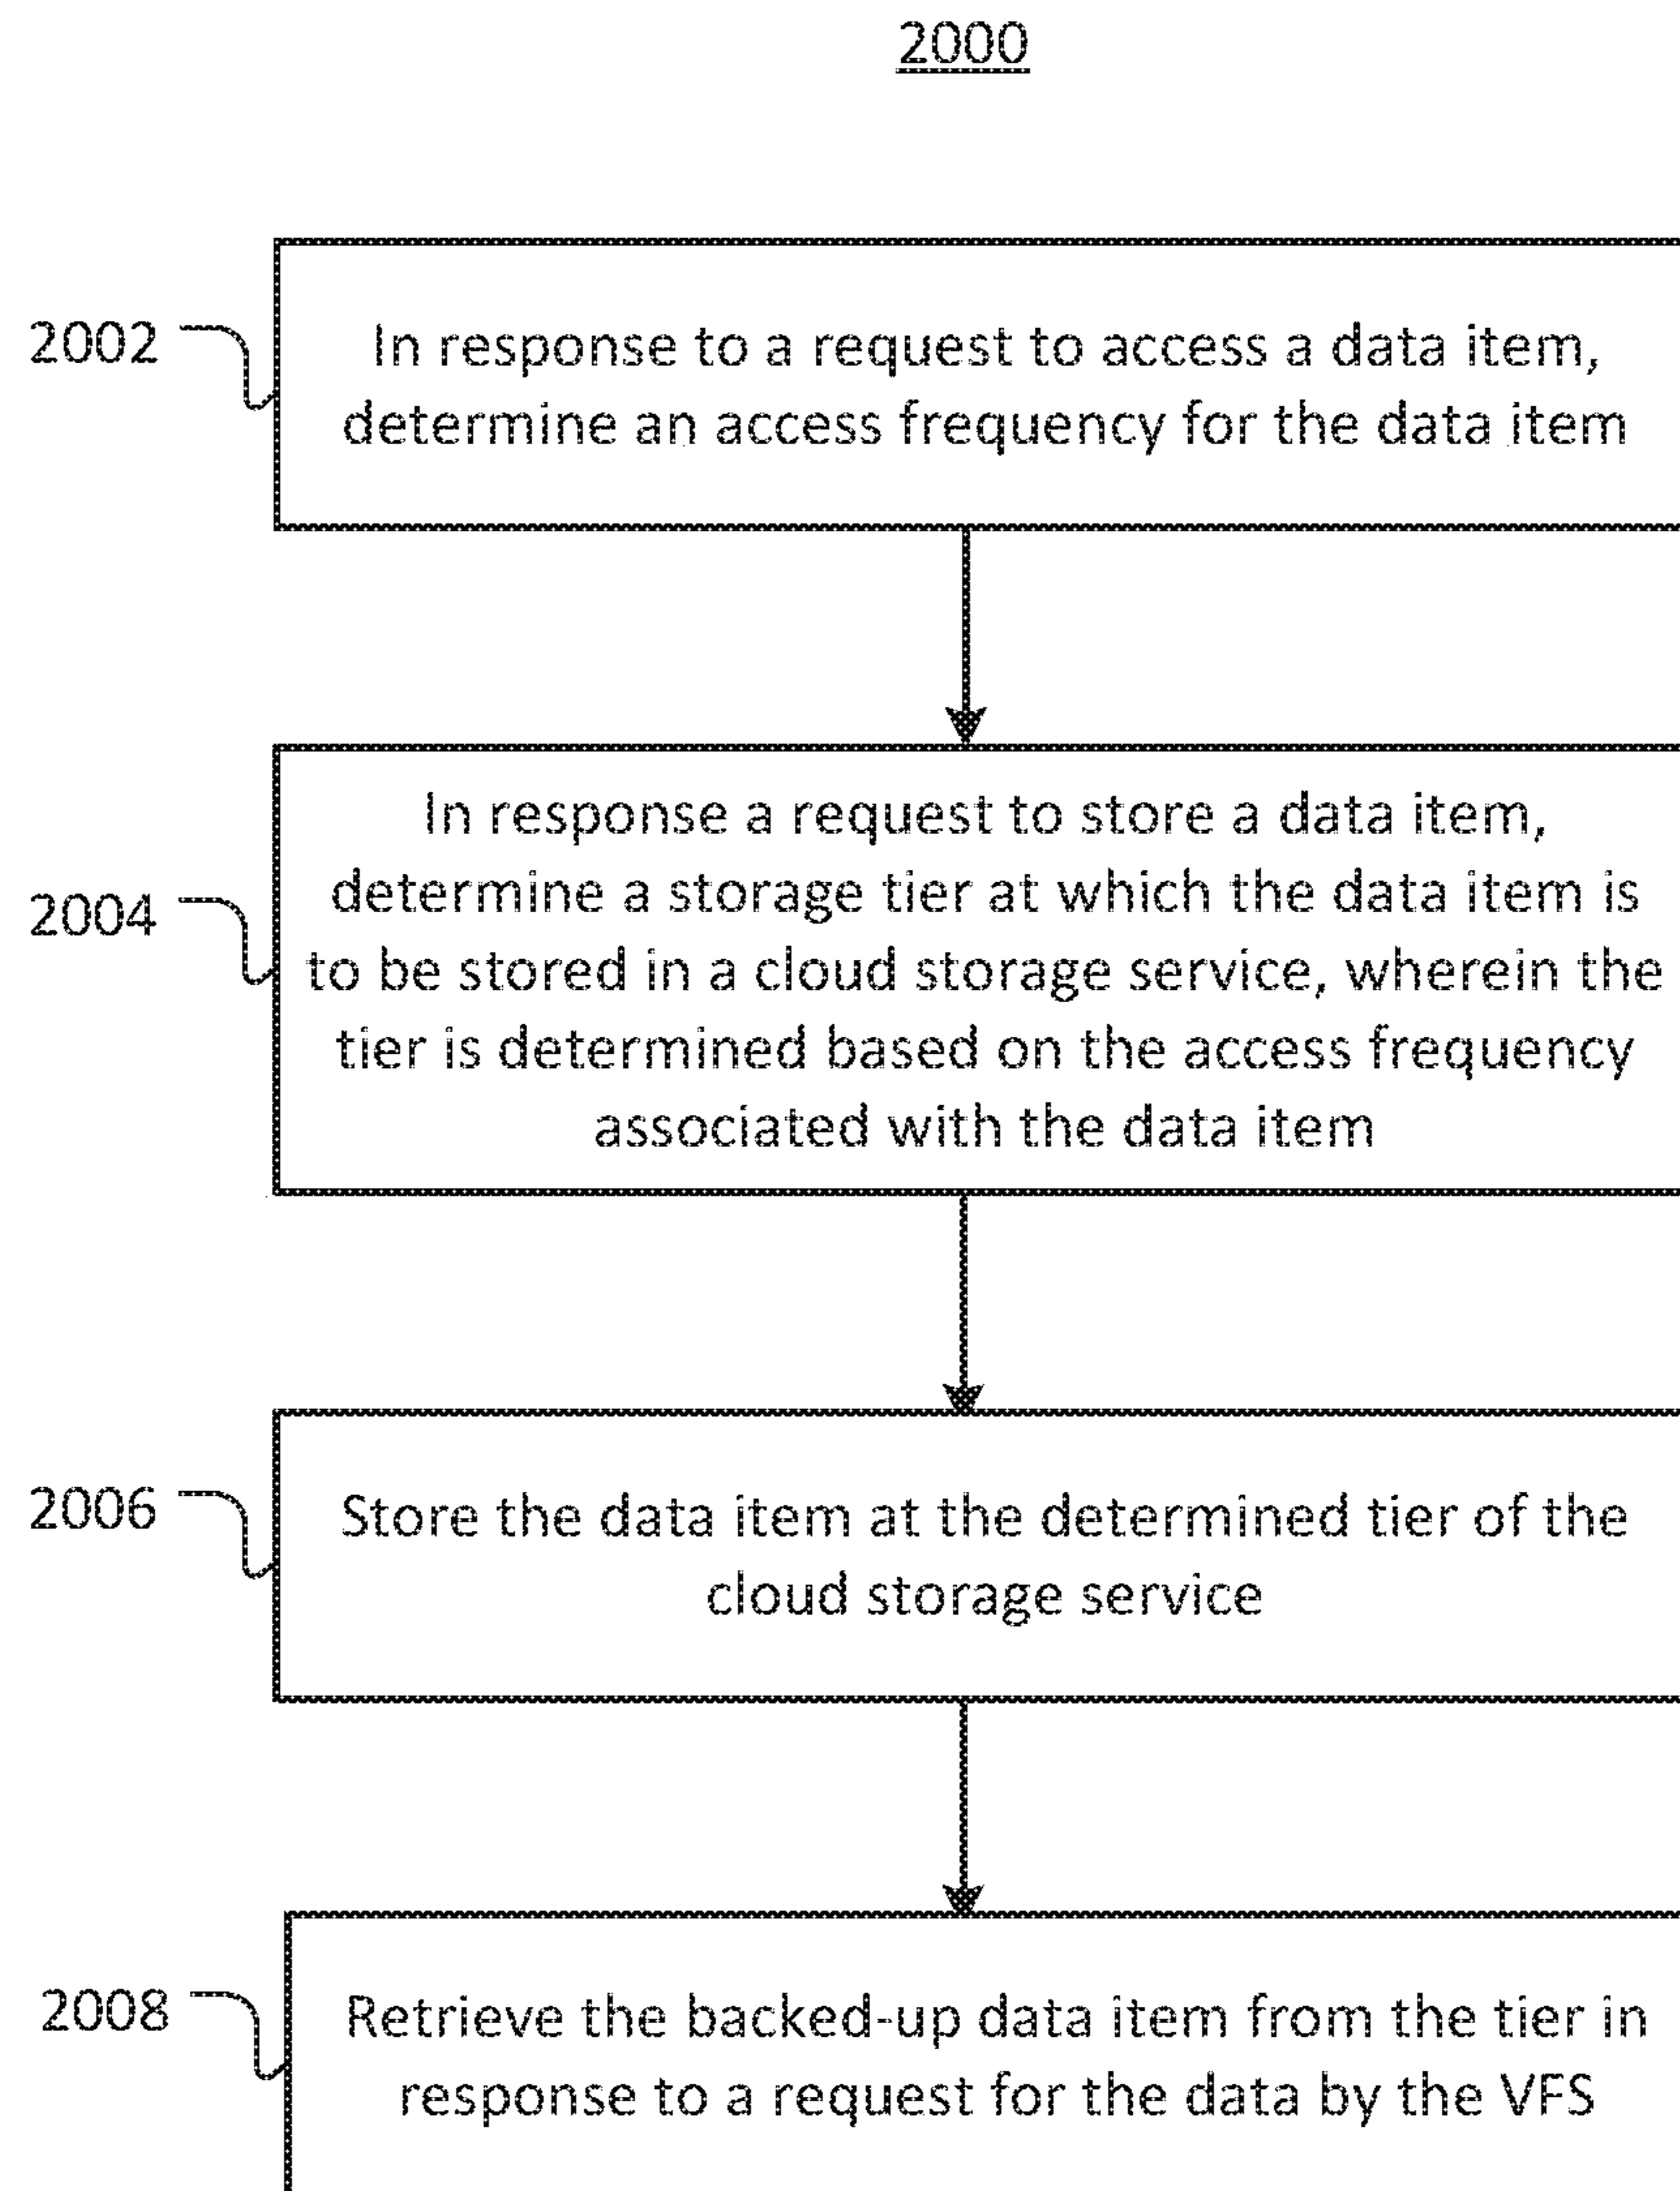 2000
2002
In response to a request to access a data item,
determine an access frequency for the data item
2004
In response a request to store a data item,
determine a storage tier at which the data item is
to be stored in a cloud storage service, wherein the
tier is determined based on the access frequency
associated with the data item
2006
Store the data item at the determined tier of the
cloud storage service
2008
Retrieve the backed-up data item from the tier in
response to a request for the data by the VFS